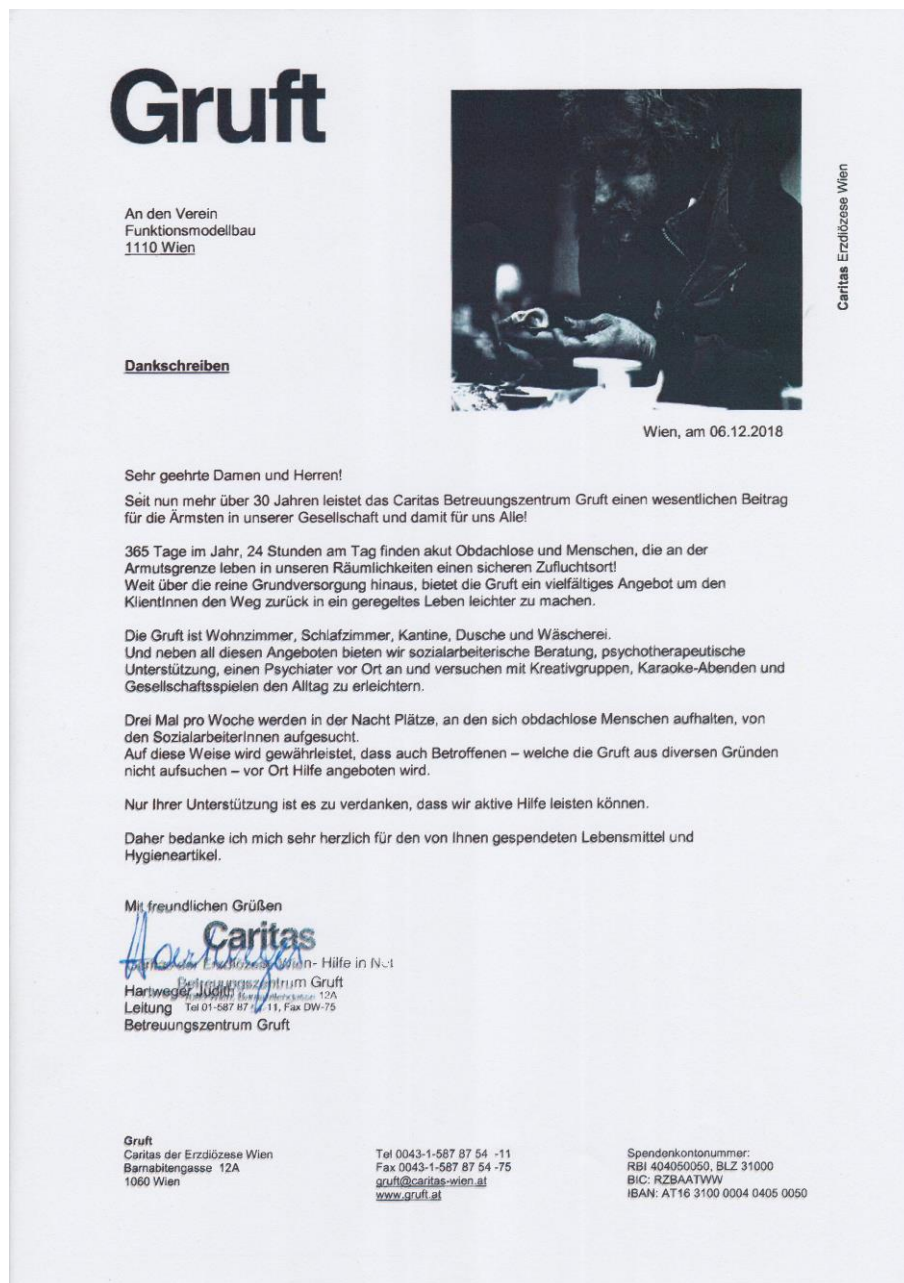 Gruft
Caritas Erzdiözese Wien
An den Verein
Funktionsmodellbau
1110 Wien
Dankschreiben
Wien, am 06.12.2018
Sehr geehrte Damen und Herren!
Seit nun mehr über 30 Jahren leistet das Caritas Betreuungszentrum Gruft einen wesentlichen Beitrag
für die Ärmsten in unserer Gesellschaft und damit für uns Alle!
365 Tage im Jahr, 24 Stunden am Tag finden akut Obdachlose und Menschen, die an der
Armutsgrenze leben in unseren Räumlichkeiten einen sicheren Zufluchtsort!
Weit über die reine Grundversorgung hinaus, bietet die Gruft ein vielfältiges Angebot um den
KlientInnen den Weg zurück in ein geregeltes Leben leichter zu machen.
Die Gruft ist Wohnzimmer, Schlafzimmer, Kantine, Dusche und Wäscherei.
Und neben all diesen Angeboten bieten wir sozialarbeiterische Beratung, psychotherapeutische
Unterstützung, einen Psychiater vor Ort an und versuchen mit Kreativgruppen, Karaoke-Abenden und
Gesellschaftsspielen den Alltag zu erleichtern.
Drei Mal pro Woche werden in der Nacht Plätze, an den sich obdachlose Menschen aufhalten, von
den SozialarbeiterInnen aufgesucht.
Auf diese Weise wird gewährleistet, dass auch Betroffenen – welche die Gruft aus diversen Gründen
nicht aufsuchen – vor Ort Hilfe angeboten wird.
Nur Ihrer Unterstützung ist es zu verdanken, dass wir aktive Hilfe leisten können.
Daher bedanke ich mich sehr herzlich für den von Ihnen gespendeten Lebensmittel und
Hygieneartikel.
Mit freundlichen Grüßen
Caritas
der Erzdiözese Wien - Hilfe in Not
Betreuungszentrum Gruft
Hartweger Judith 12A
Leitung Tel 01-587 87 -11, Fax DW-75
Betreuungszentrum Gruft
Gruft
Caritas der Erzdiözese Wien
Barnabitengasse 12A
1060 Wien
Tel 0043-1-587 87 54 -11
Fax 0043-1-587 87 54 -75
gruft@caritas-wien.at
www.gruft.at
Spendenkontonummer:
RBI 404050050, BLZ 31000
BIC: RZBAATWW
IBAN: AT16 3100 0004 0405 0050